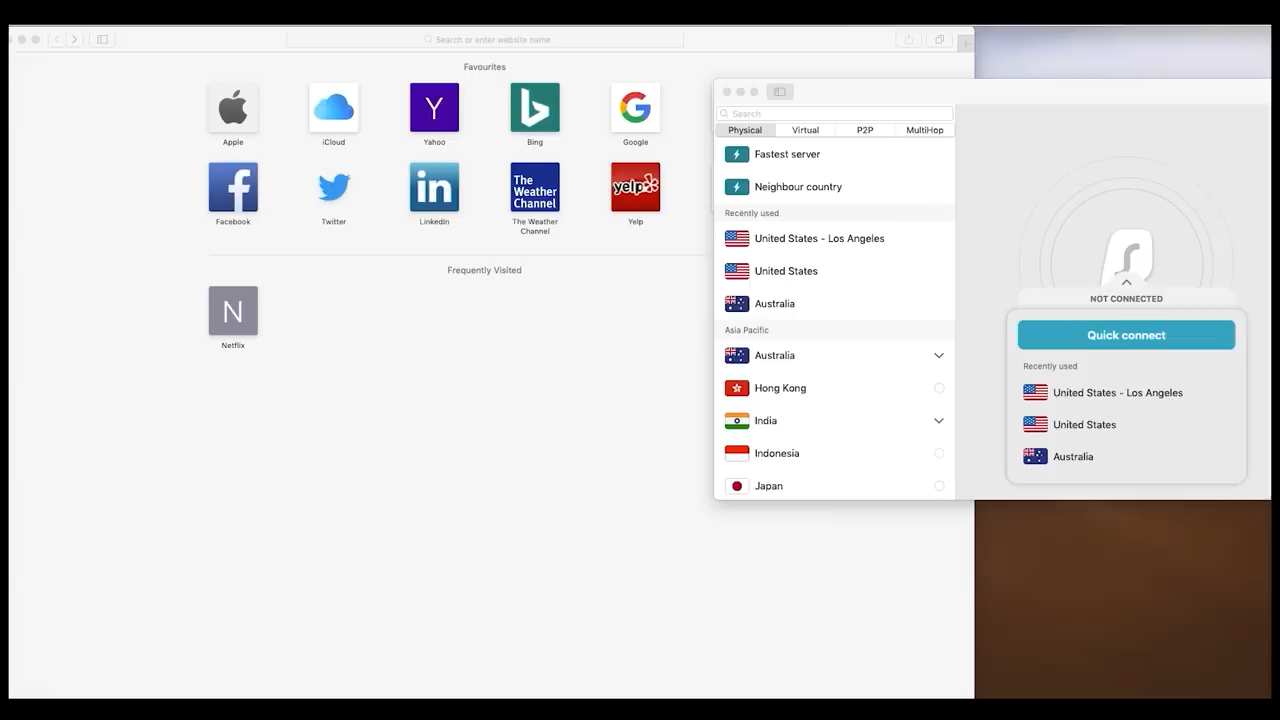 Search or enter website name
Favourites
Apple
iCloud
Y
Yahoo
Bing
G
Google
f
Facebook
Twitter
in
LinkedIn
The
Weather
Channel
The Weather
Channel
yelp
Yelp
Frequently Visited
N
Netflix
Search
Physical
Virtual
P2P
MultiHop
Fastest server
Neighbour country
Recently used
United States - Los Angeles
United States
Australia
Asia Pacific
Australia
Hong Kong
India
Indonesia
Japan
NOT CONNECTED
Quick connect
Recently used
United States - Los Angeles
United States
Australia